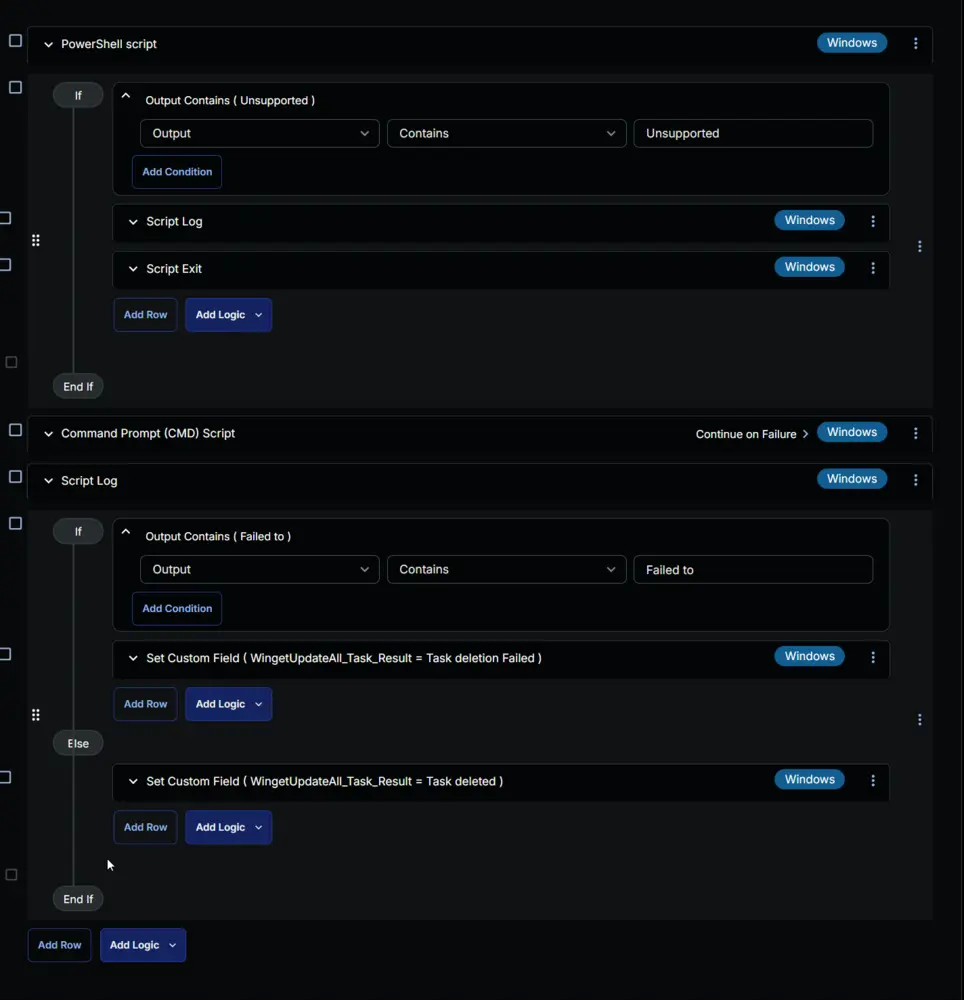 PowerShell script Windows
If
Output Contains ( Unsupported )
Output Contains Unsupported
Add Condition
Script Log Windows
Script Exit Windows
Add Row Add Logic
End If
Command Prompt (CMD) Script Continue on Failure Windows
Script Log Windows
If
Output Contains ( Failed to )
Output Contains Failed to
Add Condition
Set Custom Field ( WingetUpdateAll_Task_Result = Task deletion Failed ) Windows
Add Row Add Logic
Else
Set Custom Field ( WingetUpdateAll_Task_Result = Task deleted ) Windows
Add Row Add Logic
End If
Add Row Add Logic